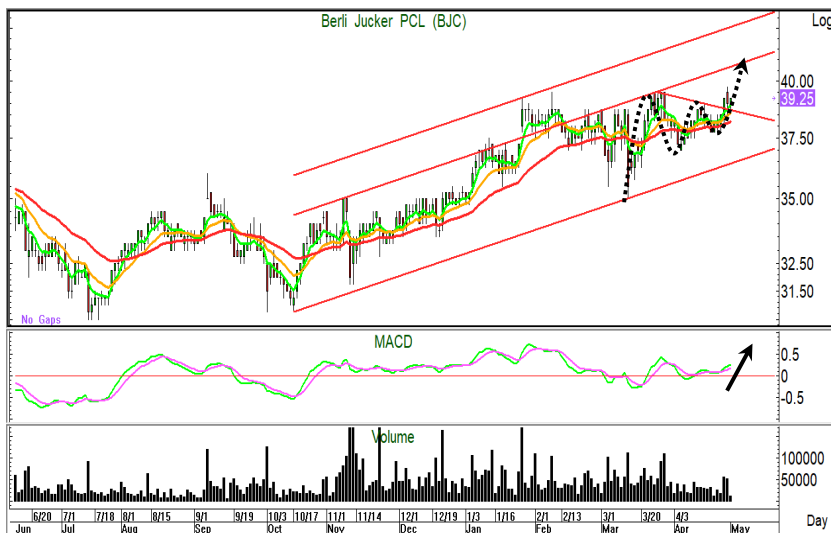 Berli Jucker PCL (BJC)
Log
40.00
39.25
37.50
35.00
32.50
31.50
No Gaps
MACD
0.5
0
-0.5
Volume
100000
50000
6/20 7/1 7/18 8/15 9/1 9/19 10/3 10/17 11/1 11/14 12/1 12/19 1/3 1/16 2/1 2/13 3/1 3/20 4/3
Jun Jul Aug Sep Oct Nov Dec Jan Feb Mar Apr May
Day